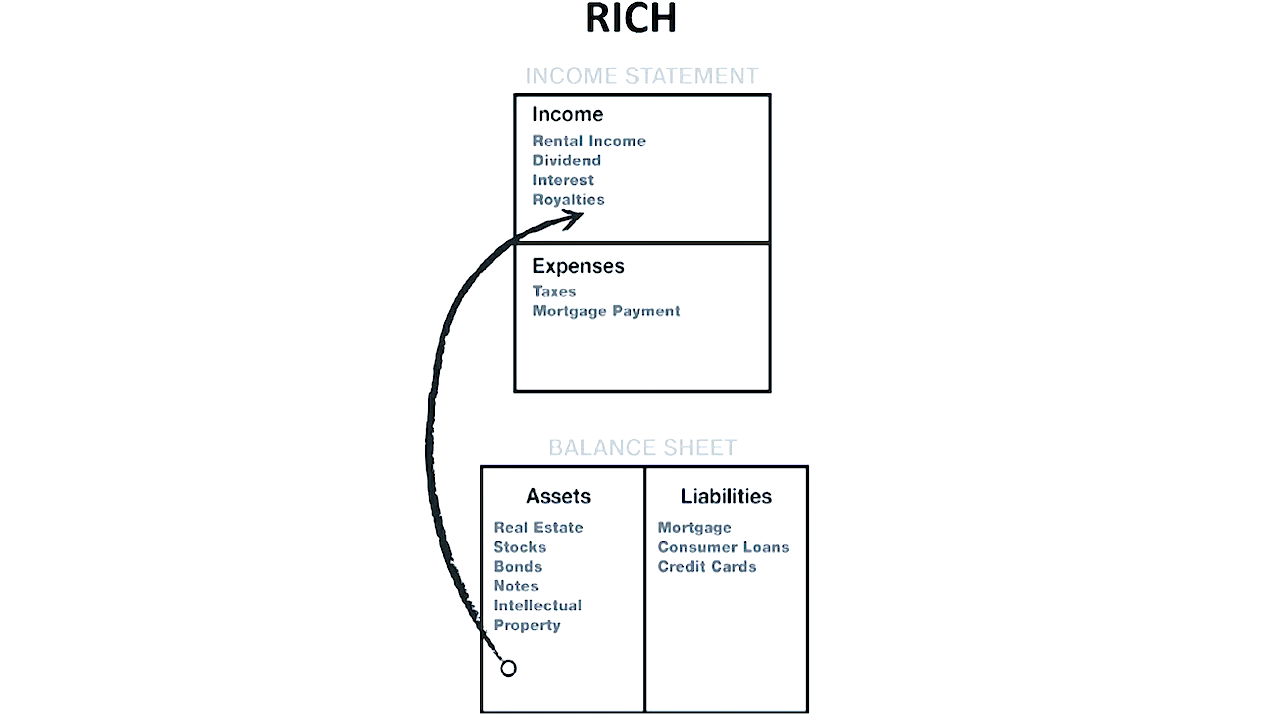 RICH
INCOME STATEMENT
Income
Rental Income
Dividend
Interest
Royalties
Expenses
Taxes
Mortgage Payment
BALANCE SHEET
Assets
Real Estate
Stocks
Bonds
Notes
Intellectual
Property
Liabilities
Mortgage
Consumer Loans
Credit Cards